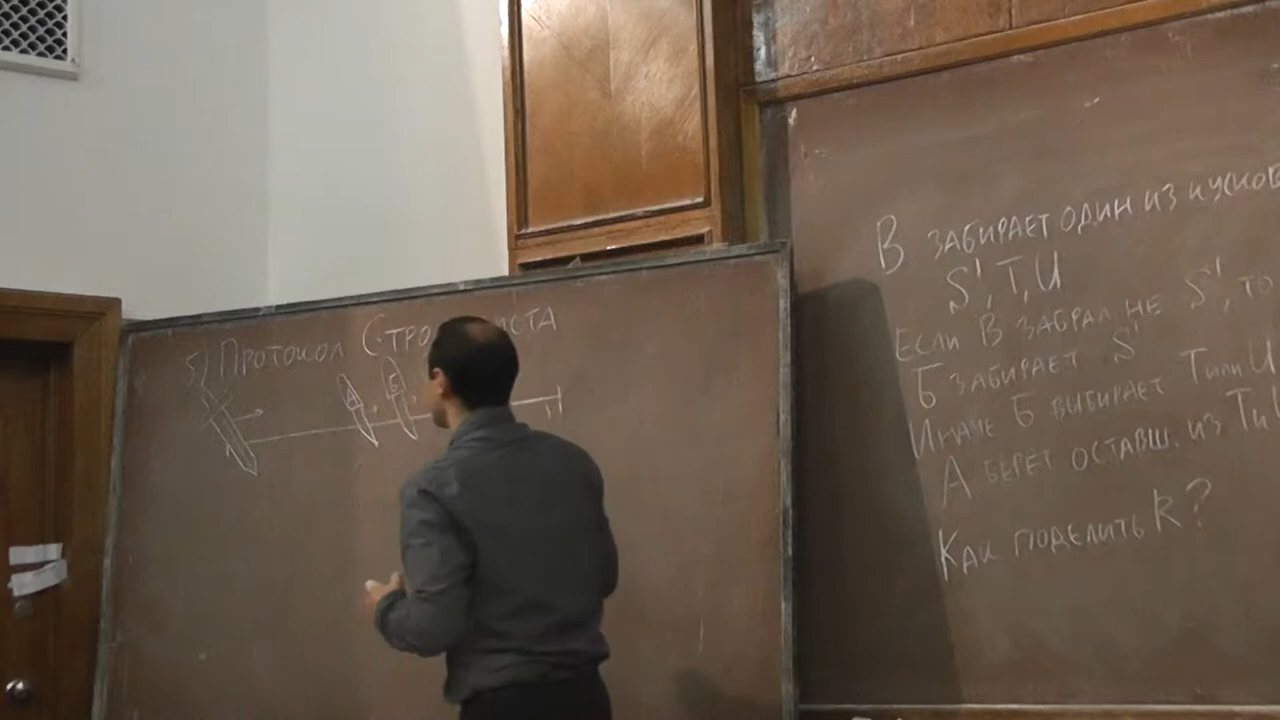 5) Протокол
А Б
В ЗАБИРАЕТ ОДИН ИЗ КУСКОВ
S', T, U
ЕСЛИ В ЗАБРАЛ НЕ S', ТО
Б ЗАБИРАЕТ S'
ИНАЧЕ Б ВЫБИРАЕТ T или U
А БЕРЕТ ОСТАВШ. ИЗ T и U
КАК ПОДЕЛИТЬ R?